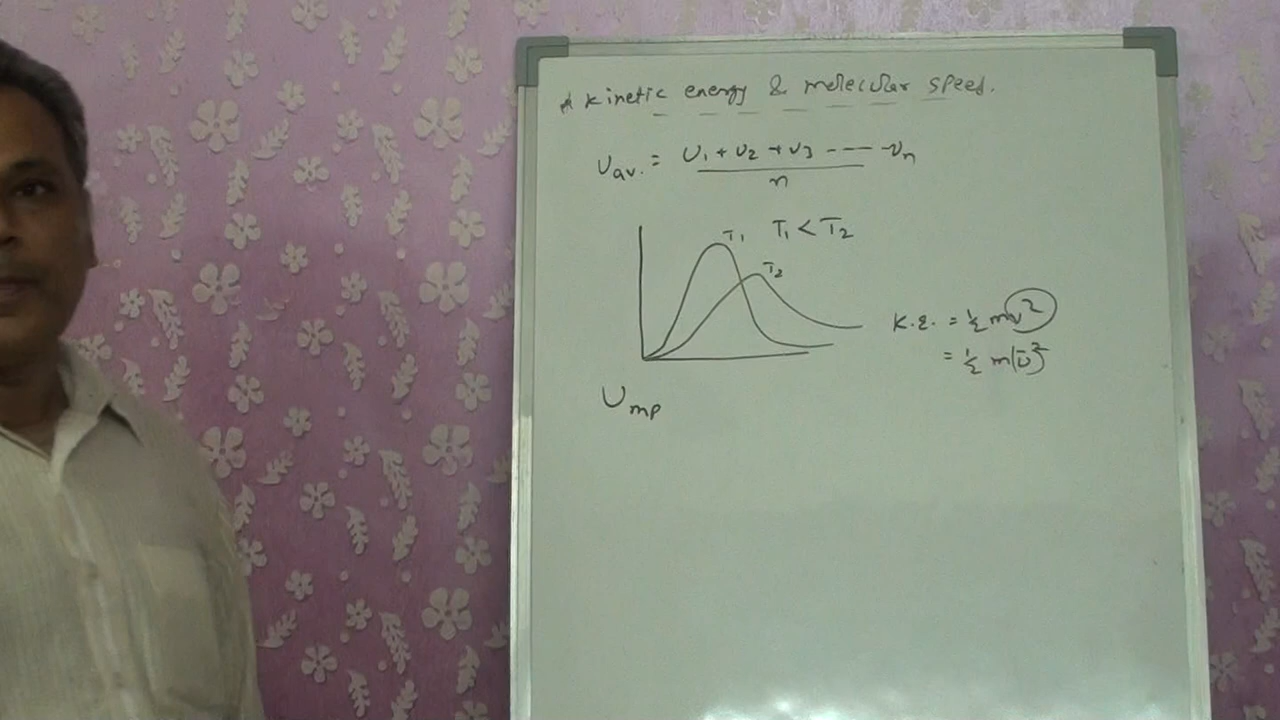 * Kinetic energy & molecular speed.
Uav. = U1 + U2 + U3 ------ Un
n
T1 T1 < T2
T2
K.E. = ½ mv²
= ½ m(ū)²
Ump